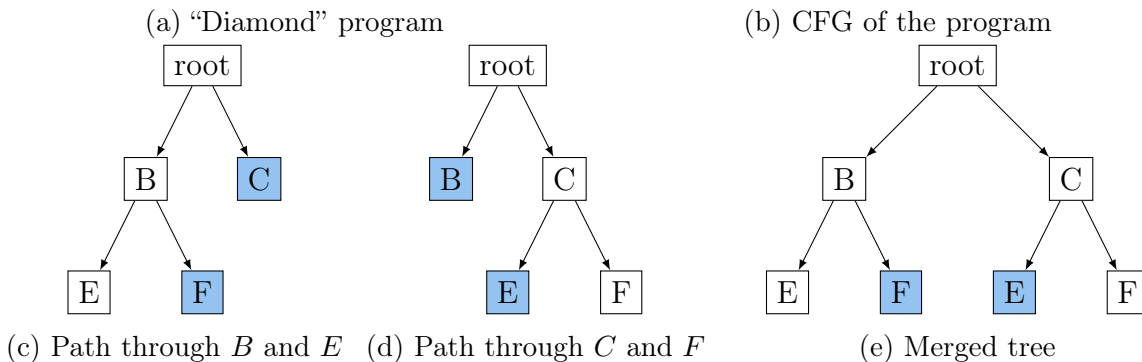 (a) “Diamond” program (b) CFG of the program
root root root
B C B C B C
E F E F E F E F
(c) Path through B and E (d) Path through C and F (e) Merged tree